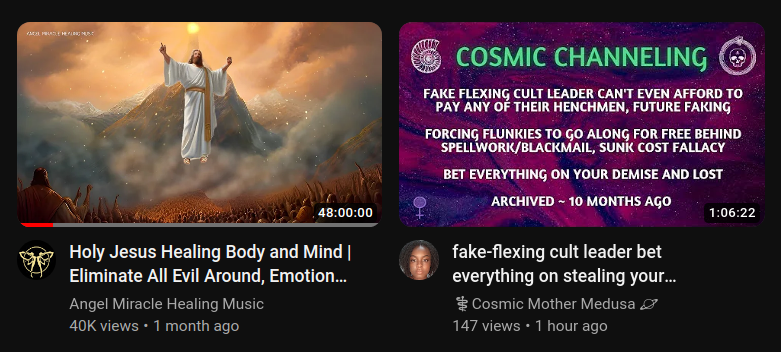 ANGEL MIRACLE HEALING MUSIC
48:00:00
Holy Jesus Healing Body and Mind |
Eliminate All Evil Around, Emotion...
Angel Miracle Healing Music
40K views • 1 month ago
COSMIC CHANNELING
FAKE FLEXING CULT LEADER CAN'T EVEN AFFORD TO
PAY ANY OF THEIR HENCHMEN, FUTURE FAKING
FORCING FLUNKIES TO GO ALONG FOR FREE BEHIND
SPELLWORK/BLACKMAIL, SUNK COST FALLACY
BET EVERYTHING ON YOUR DEMISE AND LOST
ARCHIVED ~ 10 MONTHS AGO
1:06:22
fake-flexing cult leader bet
everything on stealing your...
⚕Cosmic Mother Medusa 🪐
147 views • 1 hour ago